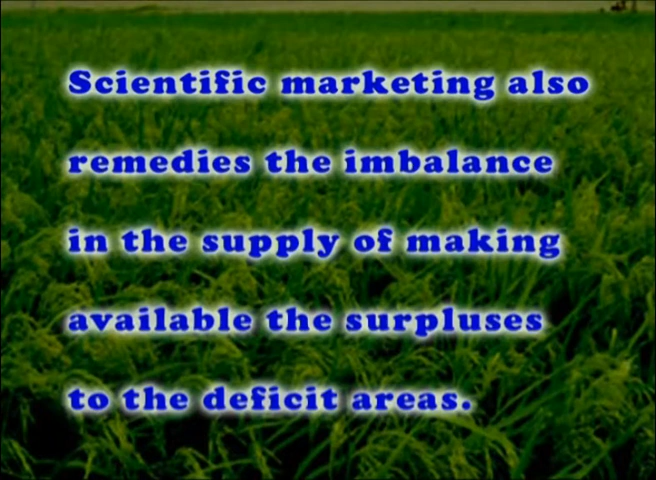 Scientific marketing also
remedies the imbalance
in the supply of making
available the surpluses
to the deficit areas.